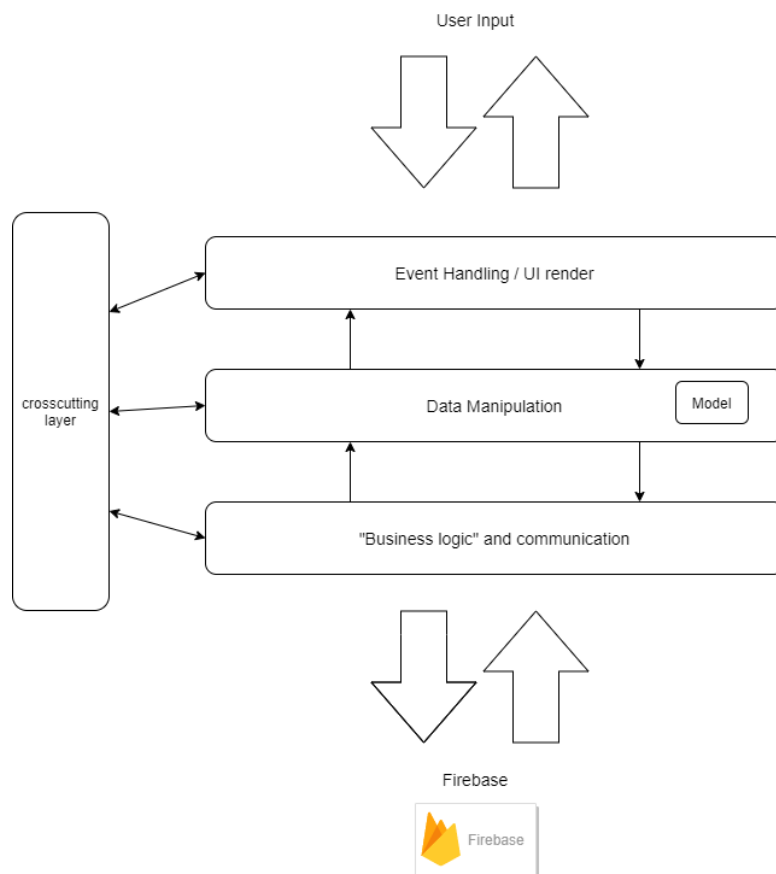 User Input
Event Handling / UI render
crosscutting
layer
Data Manipulation
Model
"Business logic" and communication
Firebase
Firebase